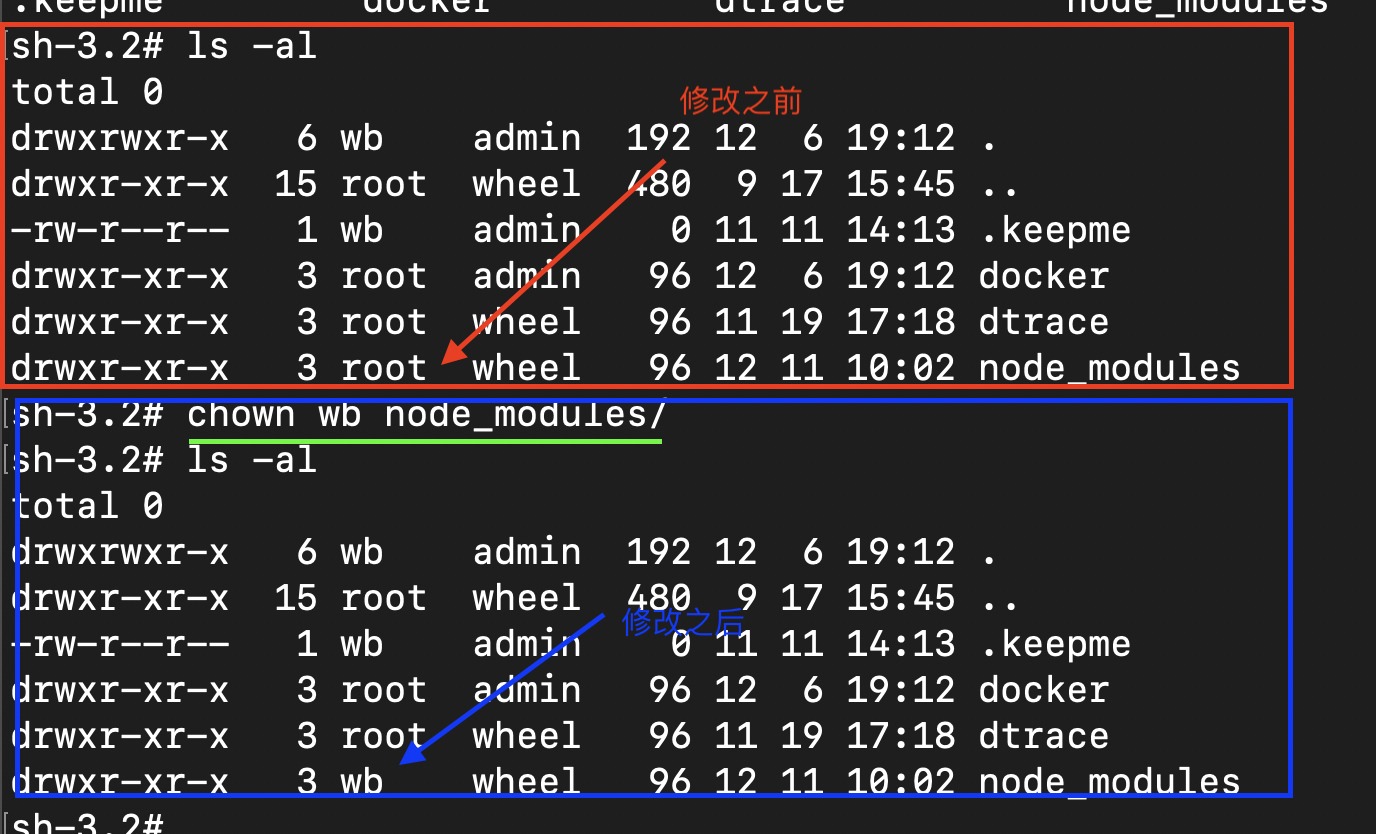 .keepme docker dtrace node_modules
sh-3.2# ls -al
total 0
修改之前
drwxrwxr-x 6 wb admin 192 12 6 19:12 .
drwxr-xr-x 15 root wheel 480 9 17 15:45 ..
-rw-r--r-- 1 wb admin 0 11 11 14:13 .keepme
drwxr-xr-x 3 root admin 96 12 6 19:12 docker
drwxr-xr-x 3 root wheel 96 11 19 17:18 dtrace
drwxr-xr-x 3 root wheel 96 12 11 10:02 node_modules
sh-3.2# chown wb node_modules/
sh-3.2# ls -al
total 0
drwxrwxr-x 6 wb admin 192 12 6 19:12 .
drwxr-xr-x 15 root wheel 480 9 17 15:45 ..
修改之后
-rw-r--r-- 1 wb admin 0 11 11 14:13 .keepme
drwxr-xr-x 3 root admin 96 12 6 19:12 docker
drwxr-xr-x 3 root wheel 96 11 19 17:18 dtrace
drwxr-xr-x 3 wb wheel 96 12 11 10:02 node_modules
sh-3.2#